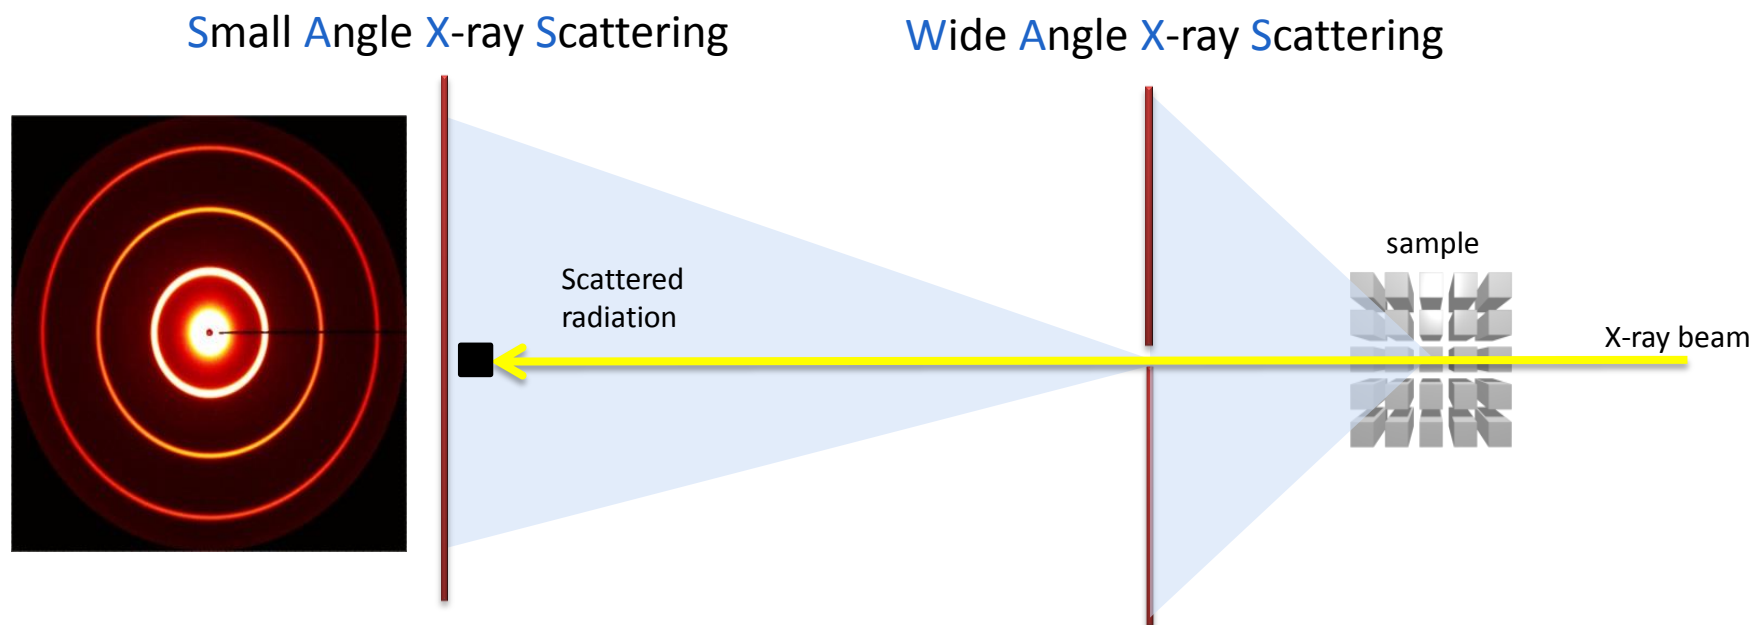 Small Angle X-ray Scattering
Wide Angle X-ray Scattering
sample
Scattered
radiation
X-ray beam